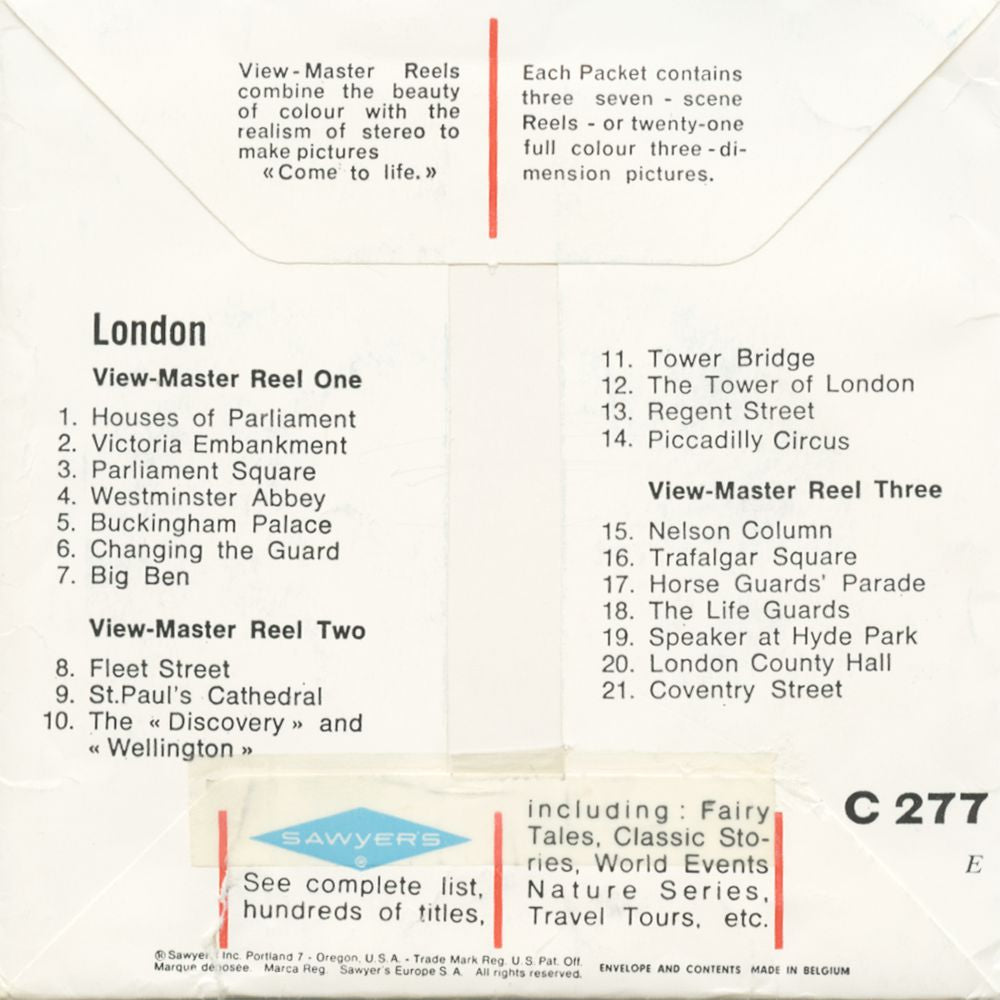 View-Master Reels
combine the beauty
of colour with the
realism of stereo to
make pictures
«Come to life.»
Each Packet contains
three seven - scene
Reels - or twenty-one
full colour three-di-
mension pictures.
London
View-Master Reel One
1. Houses of Parliament
2. Victoria Embankment
3. Parliament Square
4. Westminster Abbey
5. Buckingham Palace
6. Changing the Guard
7. Big Ben
View-Master Reel Two
8. Fleet Street
9. St.Paul's Cathedral
10. The « Discovery » and
« Wellington »
11. Tower Bridge
12. The Tower of London
13. Regent Street
14. Piccadilly Circus
View-Master Reel Three
15. Nelson Column
16. Trafalgar Square
17. Horse Guards' Parade
18. The Life Guards
19. Speaker at Hyde Park
20. London County Hall
21. Coventry Street
C 277
E
SAWYER'S
®
See complete list,
hundreds of titles,
including : Fairy
Tales, Classic Sto-
ries, World Events
Nature Series,
Travel Tours, etc.
® Sawyer, Inc. Portland 7 - Oregon, U.S.A. - Trade Mark Reg. U.S. Pat. Off.
Marque déposée. Marca Reg. Sawyer's Europe S.A. All rights reserved.
ENVELOPE AND CONTENTS MADE IN BELGIUM